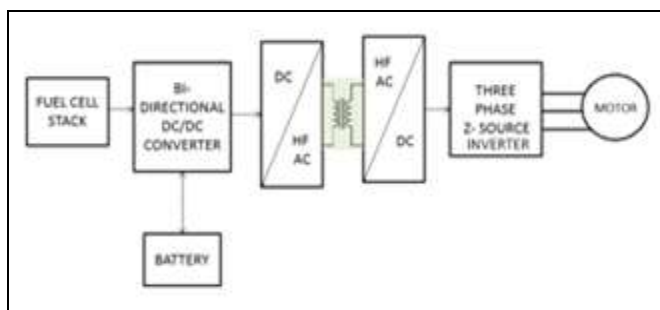 FUEL CELL
STACK
BI-
DIRECTIONAL
DC/DC
CONVERTER
BATTERY
DC
HF
AC
HF
AC
DC
THREE
PHASE
Z- SOURCE
INVERTER
MOTOR